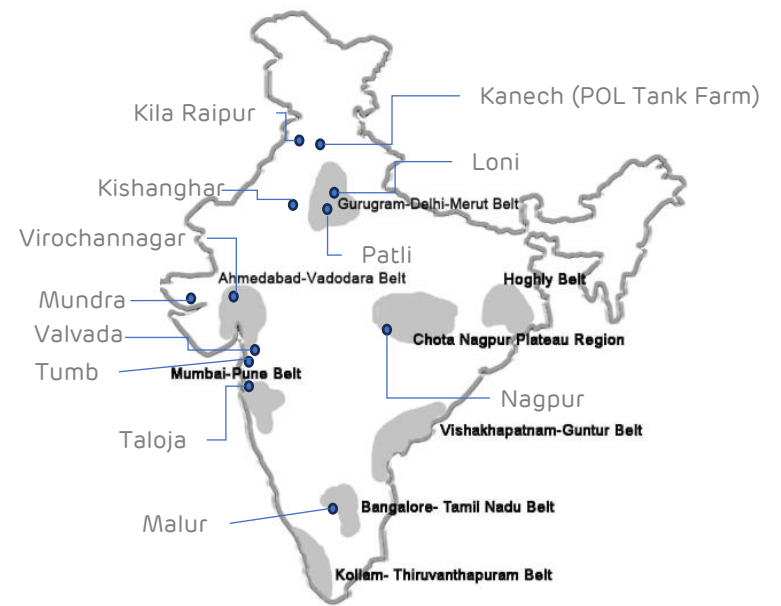 Kanech (POL Tank Farm)
Kila Raipur
Loni
Kishanghar
Gurugram-Delhi-Merut Belt
Virochannagar
Patli
Ahmedabad-Vadodara Belt
Hoghly Belt
Mundra
Valvada
Chota Nagpur Plateau Region
Tumb
Mumbai-Pune Belt
Nagpur
Taloja
Vishakhapatnam-Guntur Belt
Bangalore- Tamil Nadu Belt
Malur
Kollam- Thiruvanthapuram Belt